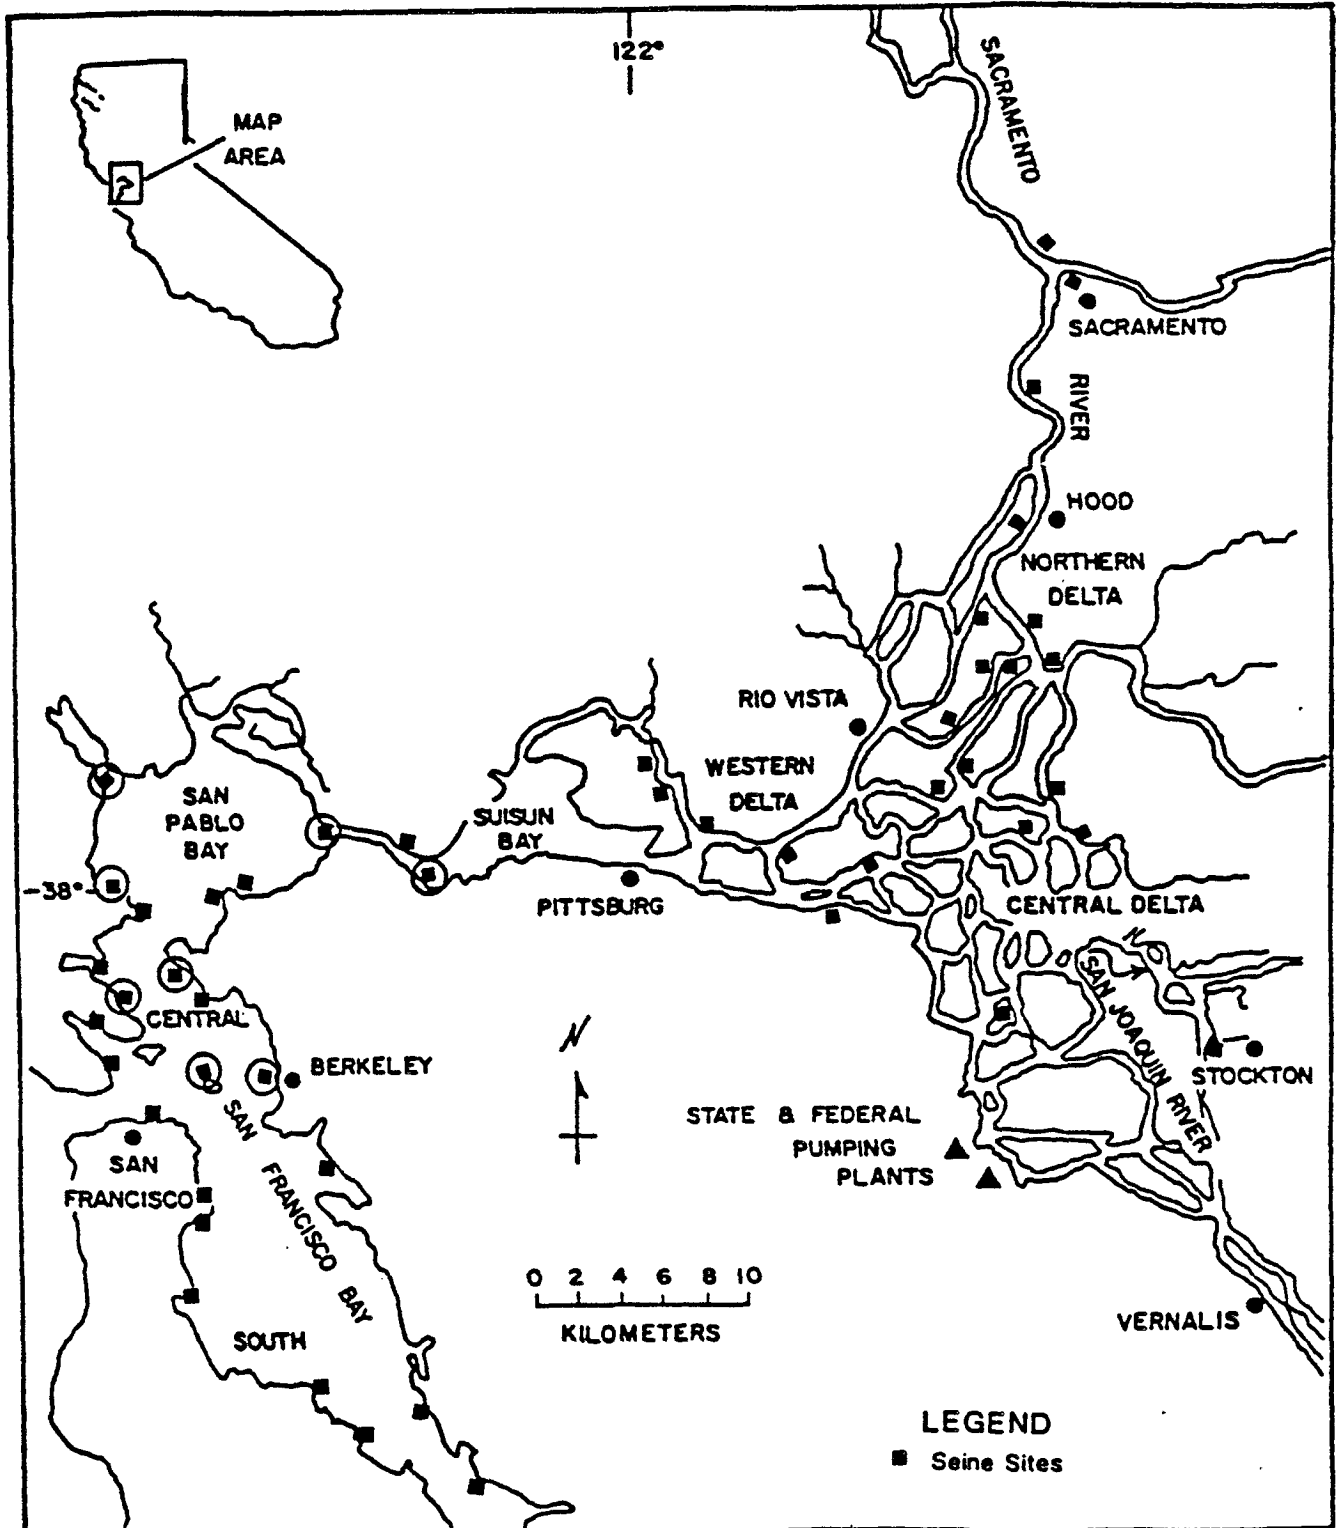 122°
SACRAMENTO
MAP
AREA
SACRAMENTO
RIVER
HOOD
NORTHERN
DELTA
RIO VISTA
WESTERN
DELTA
SAN
PABLO
BAY
SUISUN
BAY
-38°-
PITTSBURG
CENTRAL DELTA
N
SAN JOAQUIN RIVER
CENTRAL
N
BERKELEY
STOCKTON
SAN
FRANCISCO BAY
STATE & FEDERAL
PUMPING
PLANTS
SAN
FRANCISCO
0 2 4 6 8 10
KILOMETERS
VERNALIS
SOUTH
LEGEND
Seine Sites